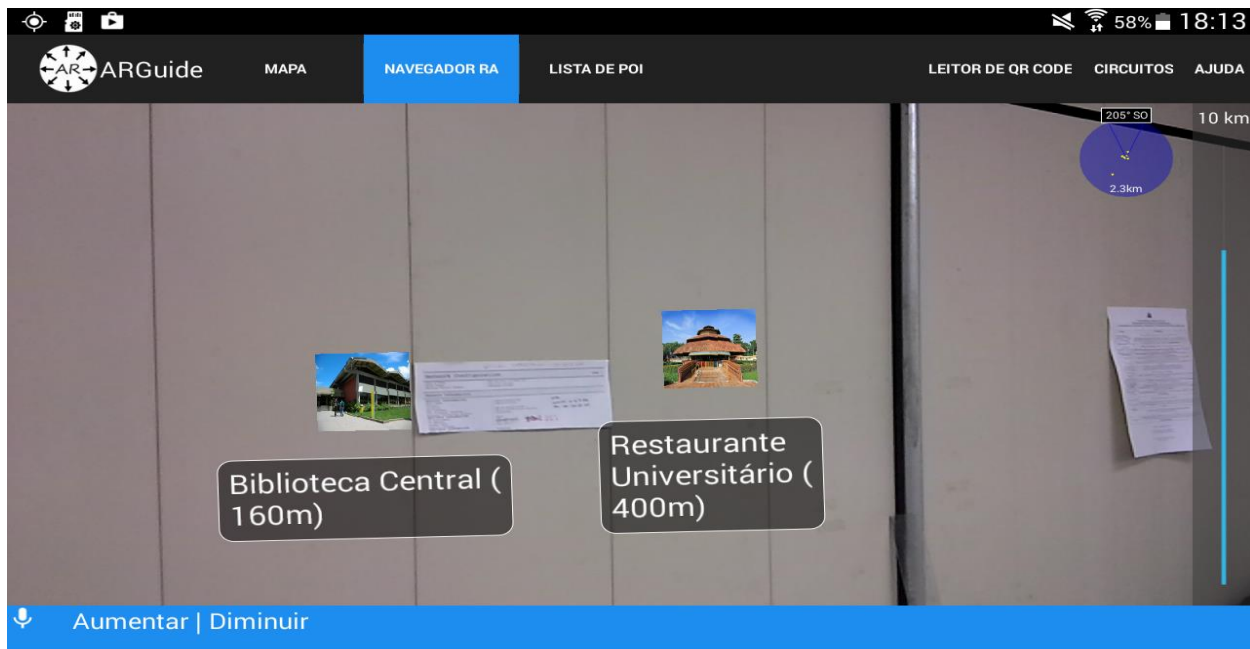 58% 18:13
AR ARGuide MAPA NAVEGADOR RA LISTA DE POI LEITOR DE QR CODE CIRCUITOS AJUDA
205° SO
10 km
2.3km
Restaurante
Universitário (
400m)
Biblioteca Central (
160m)
Aumentar | Diminuir